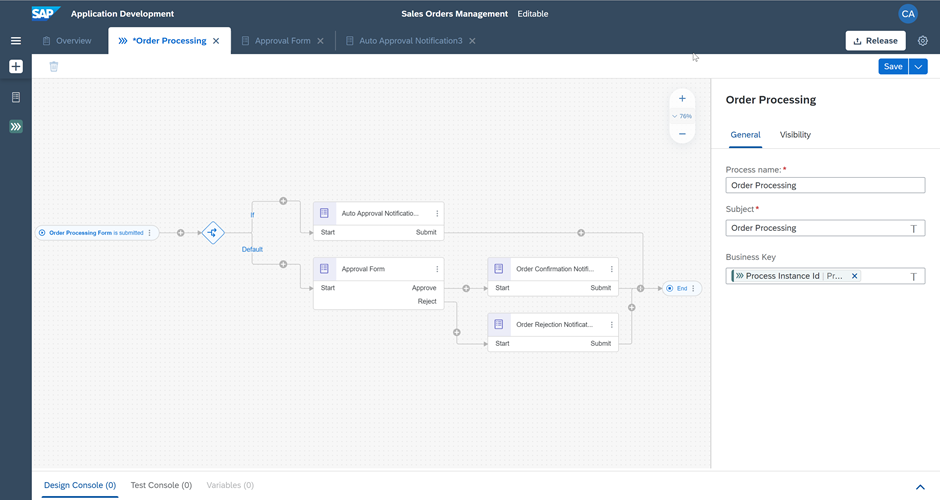 SAP Application Development
Sales Orders Management Editable
CA
Overview
*Order Processing
Approval Form
Auto Approval Notification3
Release
Save
76%
Order Processing Form is submitted
If
Default
Auto Approval Notificatio...
Start Submit
Approval Form
Start Approve
Reject
Order Confirmation Notifi...
Start Submit
Order Rejection Notificat...
Start Submit
End
Order Processing
General Visibility
Process name:*
Order Processing
Subject*
Order Processing
T
Business Key
Process Instance Id | Pr...
T
Design Console (0) Test Console (0) Variables (0)